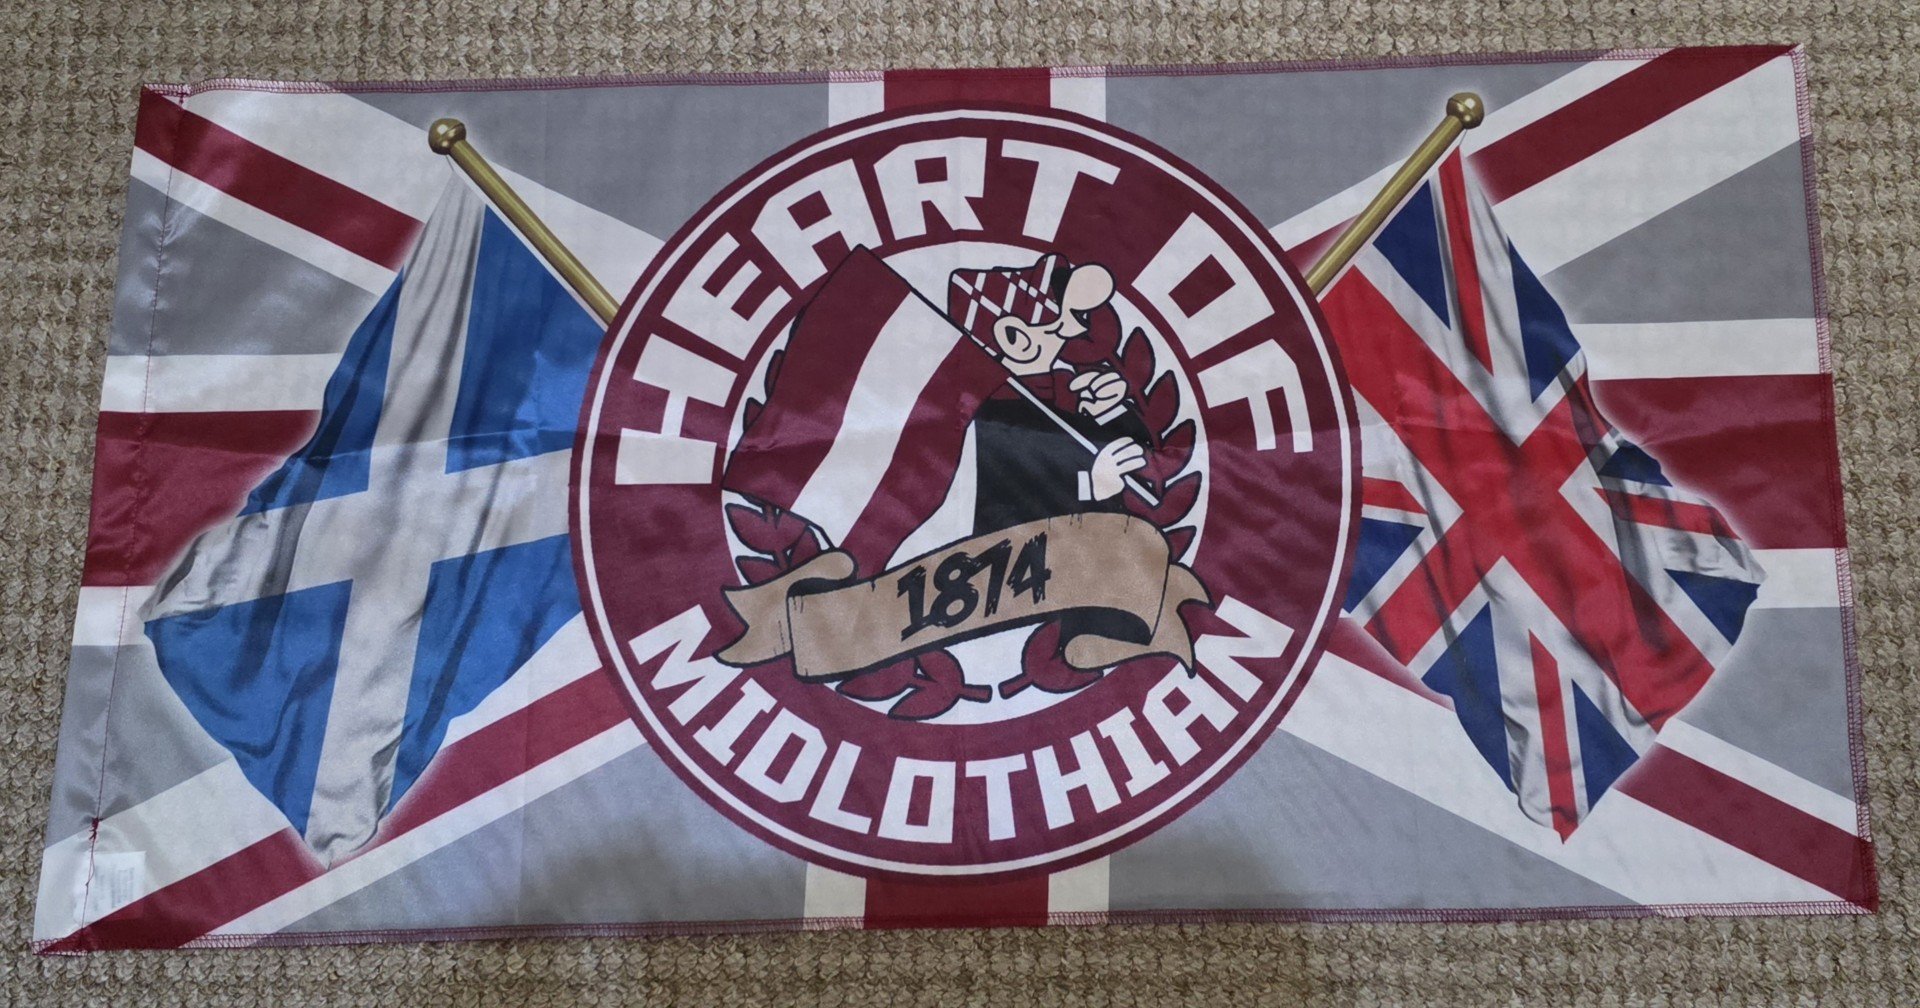 HEART OF
1874
MIDLOTHIAN